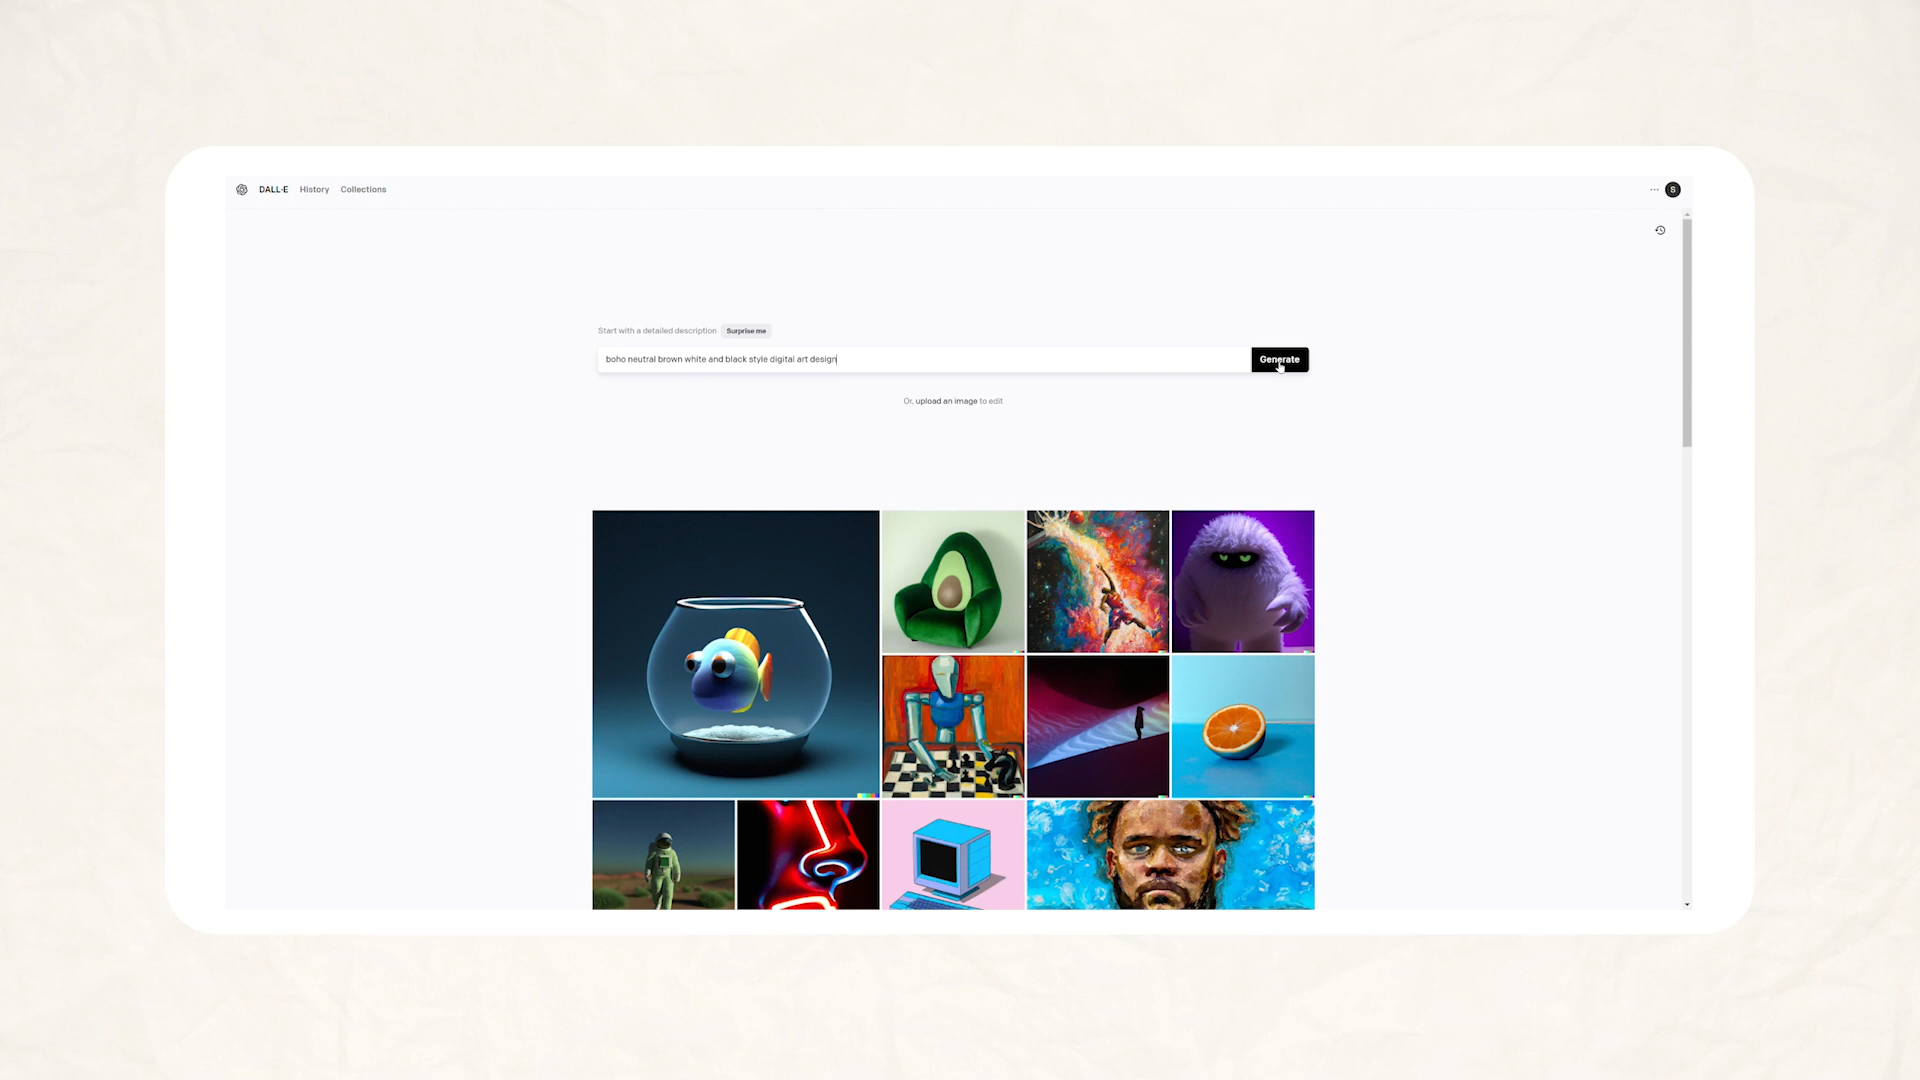 DALL·E History Collections
··· S
Start with a detailed description Surprise me
boho neutral brown white and black style digital art design
Generate
Or, upload an image to edit